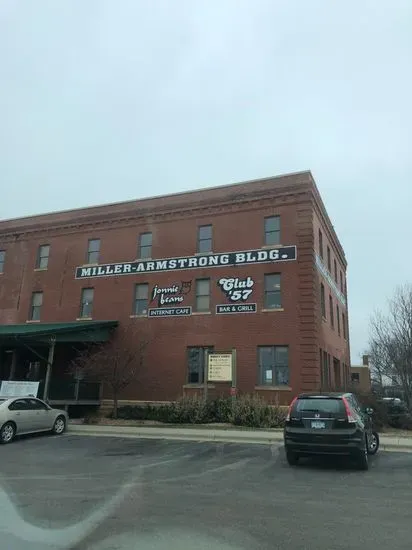 MILLER-ARMSTRONG BLDG.
jonnie beans
INTERNET CAFE
Club '57
BAR & GRILL